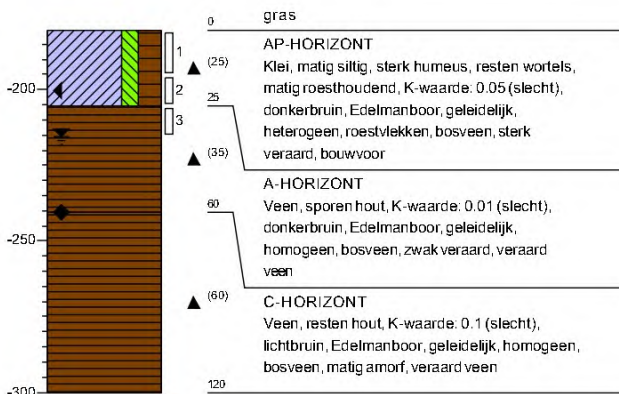 0
gras
AP-HORIZONT
1
(25)
Klei, matig siltig, sterk humeus, resten wortels,
matig roesthoudend, K-waarde: 0.05 (slecht),
-200
2
25
donkerbruin, Edelmanboor, geleidelijk,
3
heterogeen, roestvlekken, bosveen, sterk
(35)
veraard, bouwvoor
A-HORIZONT
60
Veen, sporen hout, K-waarde: 0.01 (slecht),
donkerbruin, Edelmanboor, geleidelijk,
-250
homogeen, bosveen, zwak veraard, veraard
veen
(60)
C-HORIZONT
Veen, resten hout, K-waarde: 0.1 (slecht),
lichtbruin, Edelmanboor, geleidelijk, homogeen,
bosveen, matig amorf, veraard veen
-300
120